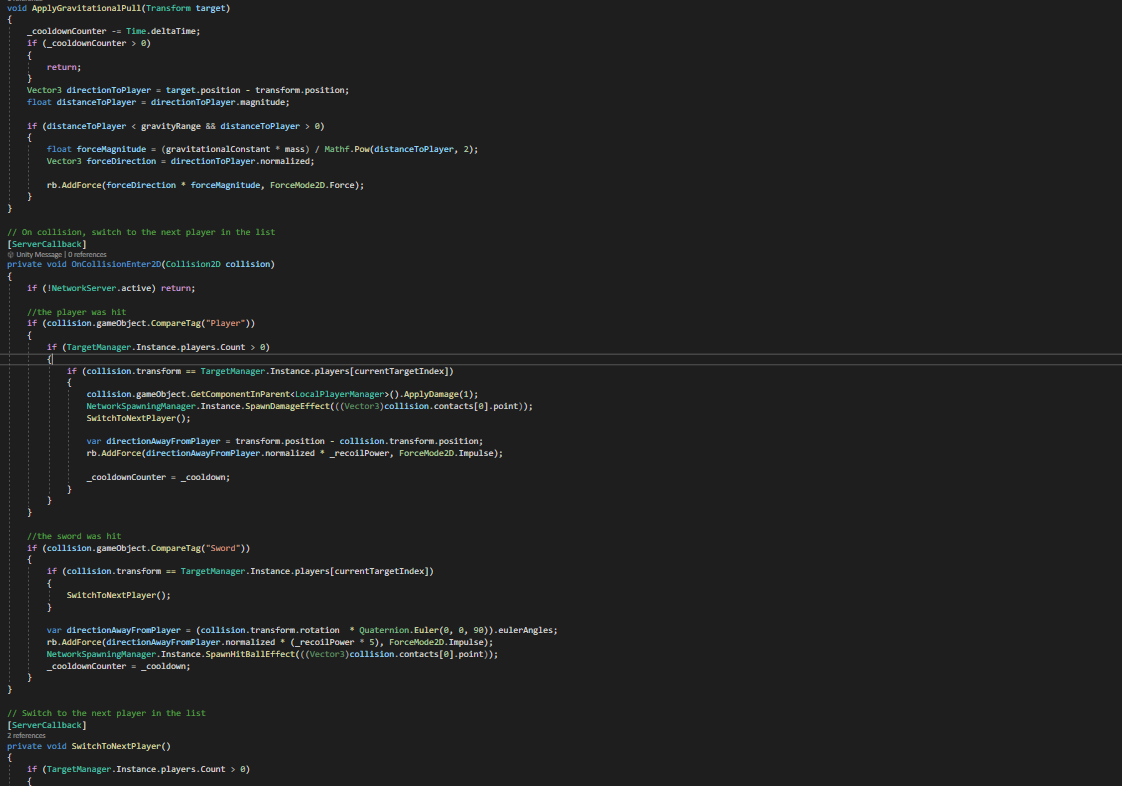 void ApplyGravitationalPull(Transform target)
{
_cooldownCounter -= Time.deltaTime;
if (_cooldownCounter > 0)
{
return;
}
Vector3 directionToPlayer = target.position - transform.position;
float distanceToPlayer = directionToPlayer.magnitude;
if (distanceToPlayer < gravityRange && distanceToPlayer > 0)
{
float forceMagnitude = (gravitationalConstant * mass) / Mathf.Pow(distanceToPlayer, 2);
Vector3 forceDirection = directionToPlayer.normalized;
rb.AddForce(forceDirection * forceMagnitude, ForceMode2D.Force);
}
}
// On collision, switch to the next player in the list
[ServerCallback]
Unity Message | 0 references
private void OnCollisionEnter2D(Collision2D collision)
{
if (!NetworkServer.active) return;
//the player was hit
if (collision.gameObject.CompareTag("Player"))
{
if (TargetManager.Instance.players.Count > 0)
{
if (collision.transform == TargetManager.Instance.players[currentTargetIndex])
{
collision.gameObject.GetComponentInParent<LocalPlayerManager>().ApplyDamage(1);
NetworkSpawningManager.Instance.SpawnDamageEffect(((Vector3)collision.contacts[0].point));
SwitchToNextPlayer();
var directionAwayFromPlayer = transform.position - collision.transform.position;
rb.AddForce(directionAwayFromPlayer.normalized * _recoilPower, ForceMode2D.Impulse);
_cooldownCounter = _cooldown;
}
}
}
//the sword was hit
if (collision.gameObject.CompareTag("Sword"))
{
if (collision.transform == TargetManager.Instance.players[currentTargetIndex])
{
SwitchToNextPlayer();
}
var directionAwayFromPlayer = (collision.transform.rotation  * Quaternion.Euler(0, 0, 90)).eulerAngles;
rb.AddForce(directionAwayFromPlayer.normalized * (_recoilPower * 5), ForceMode2D.Impulse);
NetworkSpawningManager.Instance.SpawnHitBallEffect(((Vector3)collision.contacts[0].point));
_cooldownCounter = _cooldown;
}
}
// Switch to the next player in the list
[ServerCallback]
2 references
private void SwitchToNextPlayer()
{
if (TargetManager.Instance.players.Count > 0)
{